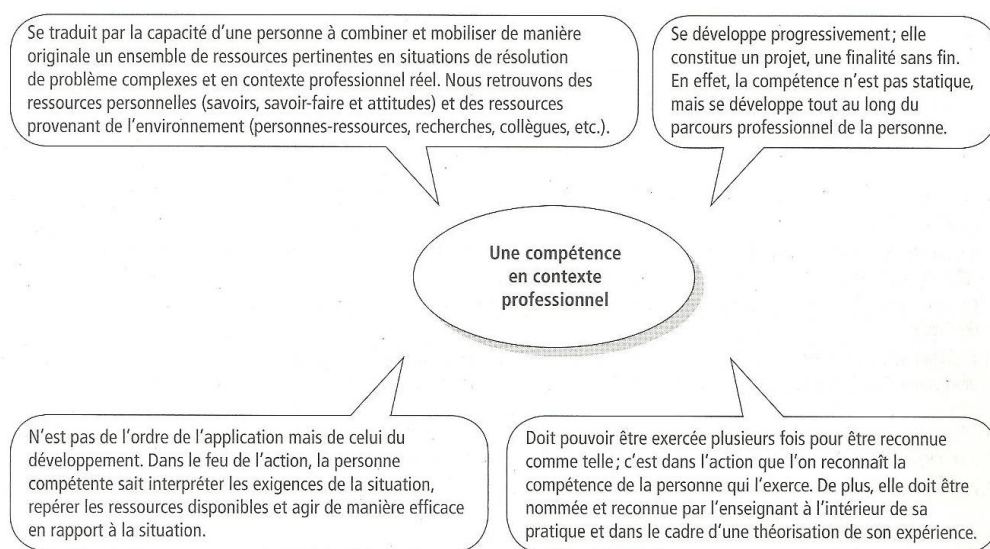 Se traduit par la capacité d'une personne à combiner et mobiliser de manière
originale un ensemble de ressources pertinentes en situations de résolution
de problème complexes et en contexte professionnel réel. Nous retrouvons des
ressources personnelles (savoirs, savoir-faire et attitudes) et des ressources
provenant de l'environnement (personnes-ressources, recherches, collègues, etc.).
Se développe progressivement; elle
constitue un projet, une finalité sans fin.
En effet, la compétence n'est pas statique,
mais se développe tout au long du
parcours professionnel de la personne.
Une compétence
en contexte
professionnel
N'est pas de l'ordre de l'application mais de celui du
développement. Dans le feu de l'action, la personne
compétente sait interpréter les exigences de la situation,
repérer les ressources disponibles et agir de manière efficace
en rapport à la situation.
Doit pouvoir être exercée plusieurs fois pour être reconnue
comme telle; c'est dans l'action que l'on reconnaît la
compétence de la personne qui l'exerce. De plus, elle doit être
nommée et reconnue par l'enseignant à l'intérieur de sa
pratique et dans le cadre d'une théorisation de son expérience.